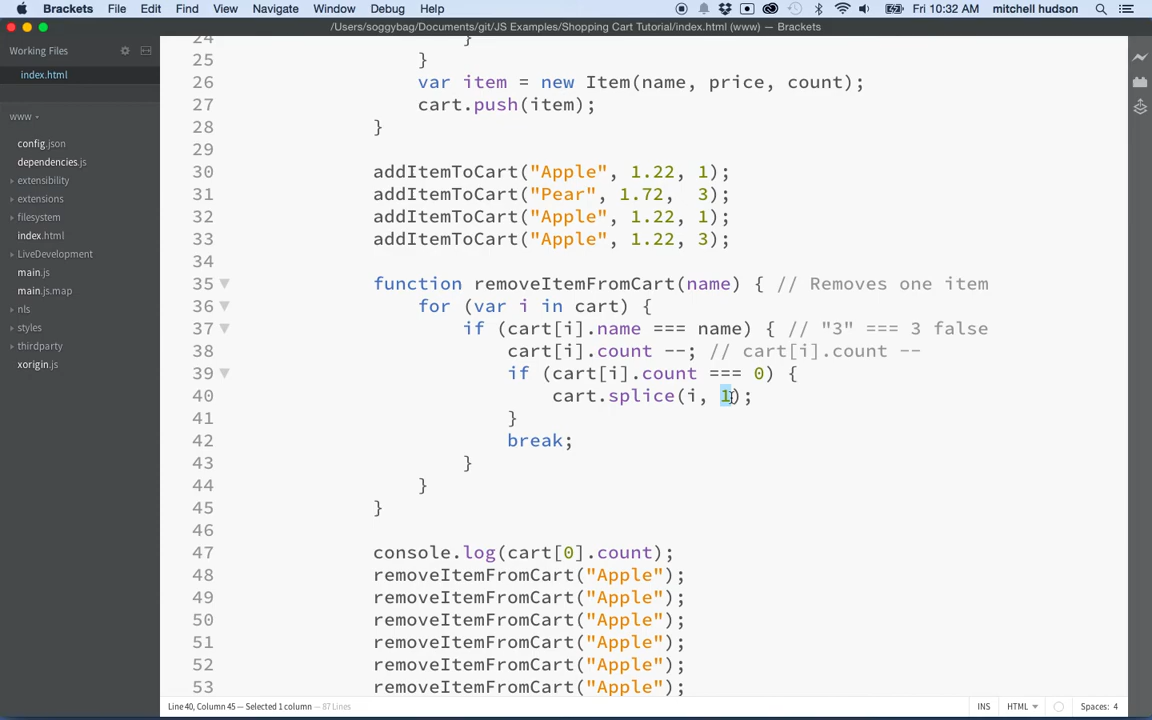 Brackets File Edit Find View Navigate Window Debug Help Fri 10:32 AM mitchell hudson
/Users/soggybag/Documents/git/JS Examples/Shopping Cart Tutorial/index.html (www) — Brackets
Working Files
index.html
www
config.json
dependencies.js
extensibility
extensions
filesystem
index.html
LiveDevelopment
main.js
main.js.map
nls
styles
thirdparty
xorigin.js
24 }
25 }
26 var item = new Item(name, price, count);
27 cart.push(item);
28 }
29
30 addItemToCart("Apple", 1.22, 1);
31 addItemToCart("Pear", 1.72, 3);
32 addItemToCart("Apple", 1.22, 1);
33 addItemToCart("Apple", 1.22, 3);
34
35 function removeItemFromCart(name) { // Removes one item
36 for (var i in cart) {
37 if (cart[i].name === name) { // "3" === 3 false
38 cart[i].count --; // cart[i].count --
39 if (cart[i].count === 0) {
40 cart.splice(i, 1);
41 }
42 break;
43 }
44 }
45 }
46
47 console.log(cart[0].count);
48 removeItemFromCart("Apple");
49 removeItemFromCart("Apple");
50 removeItemFromCart("Apple");
51 removeItemFromCart("Apple");
52 removeItemFromCart("Apple");
53 removeItemFromCart("Apple");
Line 40, Column 45 — Selected 1 column — 87 Lines INS HTML Spaces: 4